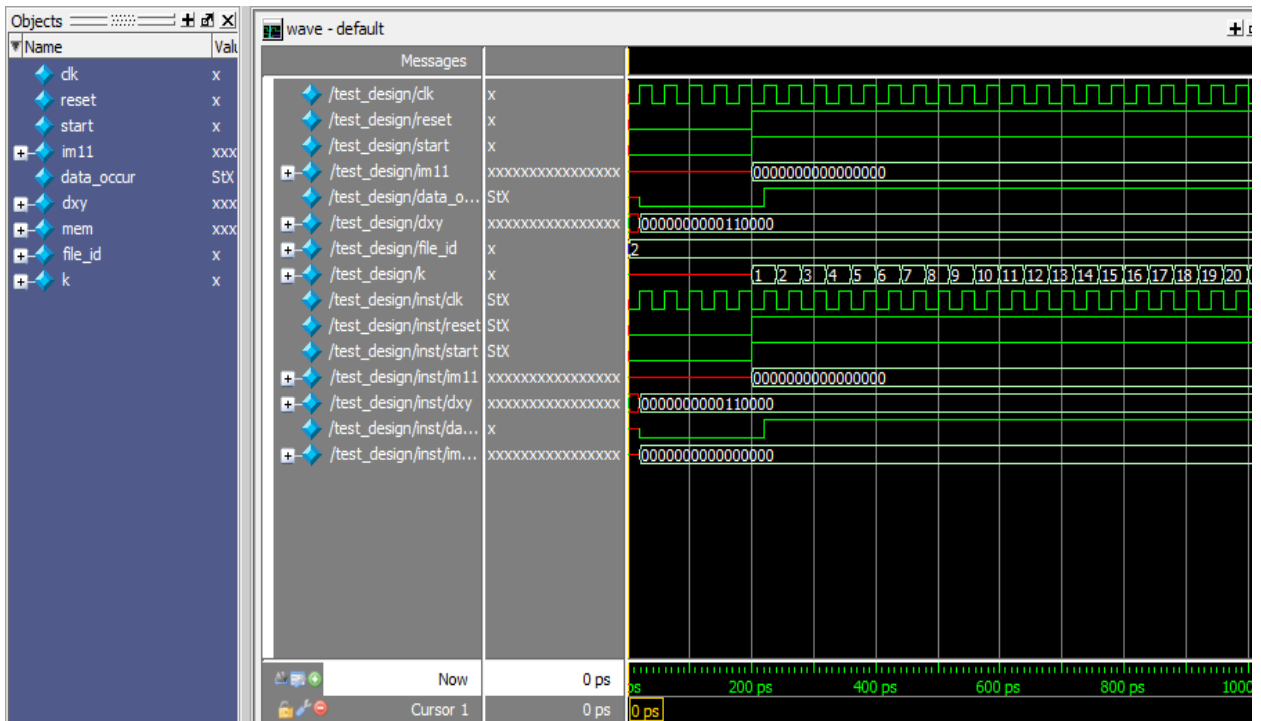 Objects
Name Valu
clk x
reset x
start x
im11 xxx
data_occur StX
dxy xxx
mem xxx
file_id x
k x
wave - default
Messages
/test_design/clk x
/test_design/reset x
/test_design/start x
/test_design/im11 xxxxxxxxxxxxxxxx 0000000000000000
/test_design/data_o... StX
/test_design/dxy xxxxxxxxxxxxxxxx 0000000000110000
/test_design/file_id x 2
/test_design/k x 1 2 3 4 5 6 7 8 9 10 11 12 13 14 15 16 17 18 19 20
/test_design/inst/clk StX
/test_design/inst/reset StX
/test_design/inst/start StX
/test_design/inst/im11 xxxxxxxxxxxxxxxx 0000000000000000
/test_design/inst/dxy xxxxxxxxxxxxxxxx 0000000000110000
/test_design/inst/da... x
/test_design/inst/im... xxxxxxxxxxxxxxxx 0000000000000000
Now 0 ps ps 200 ps 400 ps 600 ps 800 ps 1000
Cursor 1 0 ps 0 ps